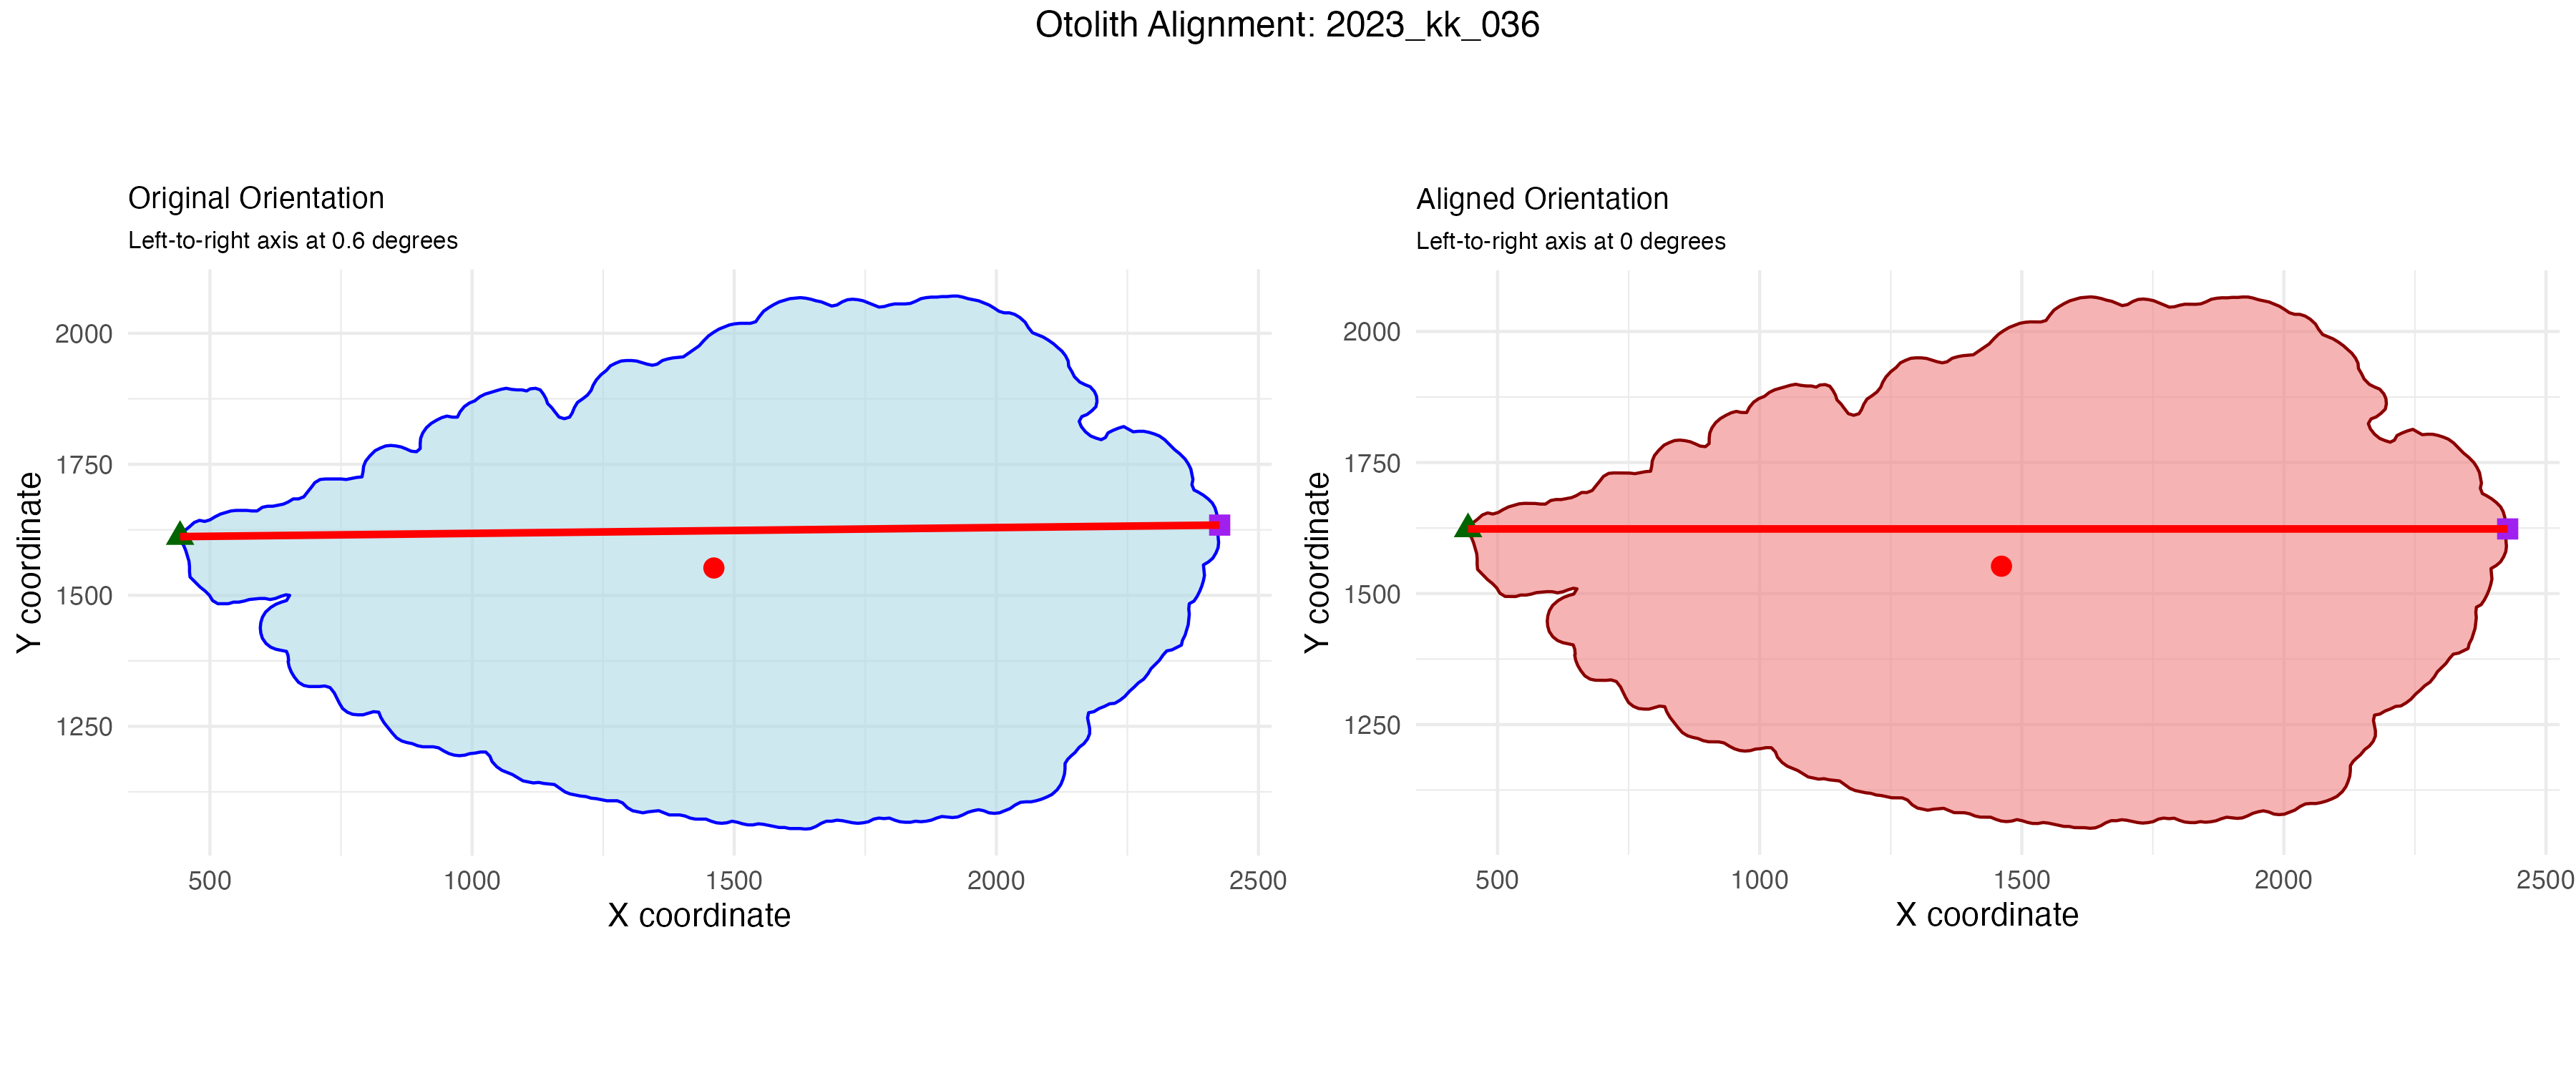 Otolith Alignment: 2023_kk_036
Original Orientation
Left-to-right axis at 0.6 degrees
Y coordinate
2000
1750
1500
1250
500 1000 1500 2000 2500
X coordinate
Aligned Orientation
Left-to-right axis at 0 degrees
Y coordinate
2000
1750
1500
1250
500 1000 1500 2000 2500
X coordinate